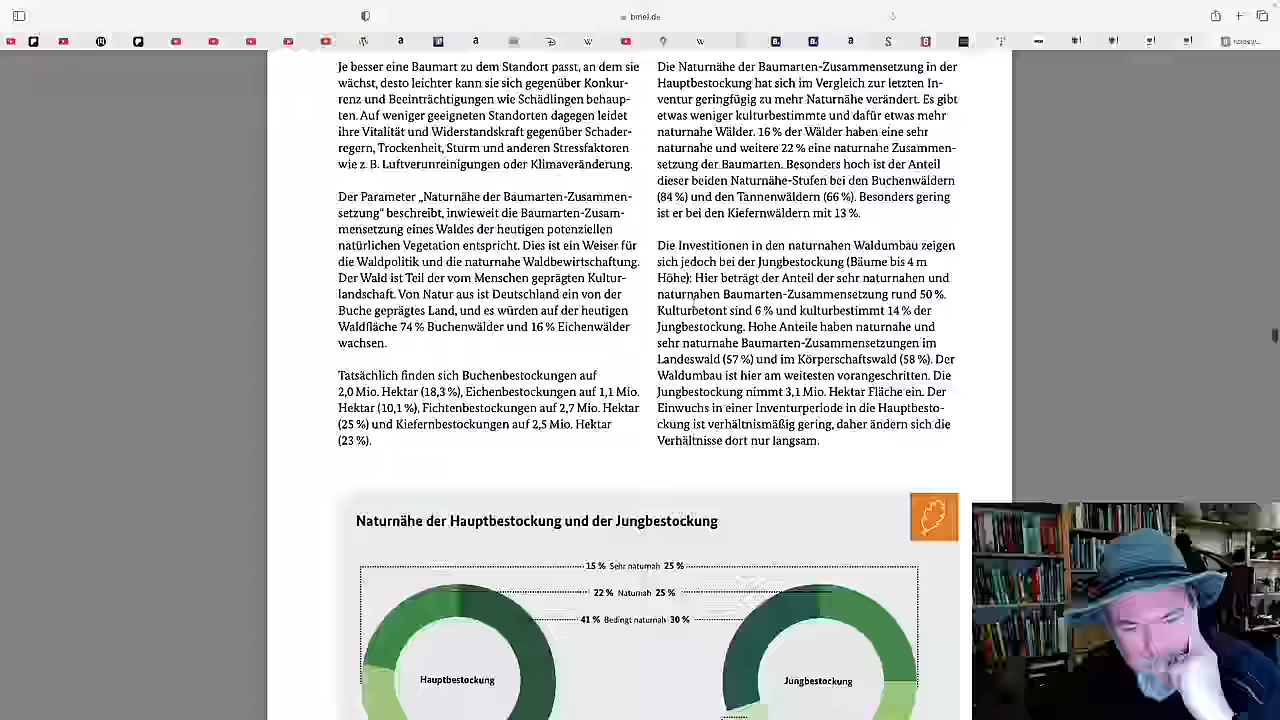 bmel.de
Je besser eine Baumart zu dem Standort passt, an dem sie
wächst, desto leichter kann sie sich gegenüber Konkur-
renz und Beeinträchtigungen wie Schädlingen behaup-
ten. Auf weniger geeigneten Standorten dagegen leidet
ihre Vitalität und Widerstandskraft gegenüber Schader-
regern, Trockenheit, Sturm und anderen Stressfaktoren
wie z. B. Luftverunreinigungen oder Klimaveränderung.
Der Parameter „Naturnähe der Baumarten-Zusammen-
setzung“ beschreibt, inwieweit die Baumarten-Zusam-
mensetzung eines Waldes der heutigen potenziellen
natürlichen Vegetation entspricht. Dies ist ein Weiser für
die Waldpolitik und die naturnahe Waldbewirtschaftung.
Der Wald ist Teil der vom Menschen geprägten Kultur-
landschaft. Von Natur aus ist Deutschland ein von der
Buche geprägtes Land, und es würden auf der heutigen
Waldfläche 74 % Buchenwälder und 16 % Eichenwälder
wachsen.
Tatsächlich finden sich Buchenbestockungen auf
2,0 Mio. Hektar (18,3 %), Eichenbestockungen auf 1,1 Mio.
Hektar (10,1 %), Fichtenbestockungen auf 2,7 Mio. Hektar
(25 %) und Kiefernbestockungen auf 2,5 Mio. Hektar
(23 %).
Die Naturnähe der Baumarten-Zusammensetzung in der
Hauptbestockung hat sich im Vergleich zur letzten In-
ventur geringfügig zu mehr Naturnähe verändert. Es gibt
etwas weniger kulturbestimmte und dafür etwas mehr
naturnahe Wälder. 16 % der Wälder haben eine sehr
naturnahe und weitere 22 % eine naturnahe Zusammen-
setzung der Baumarten. Besonders hoch ist der Anteil
dieser beiden Naturnähe-Stufen bei den Buchenwäldern
(84 %) und den Tannenwäldern (66 %). Besonders gering
ist er bei den Kiefernwäldern mit 13 %.
Die Investitionen in den naturnahen Waldumbau zeigen
sich jedoch bei der Jungbestockung (Bäume bis 4 m
Höhe): Hier beträgt der Anteil der sehr naturnahen und
naturnahen Baumarten-Zusammensetzung rund 50 %.
Kulturbetont sind 6 % und kulturbestimmt 14 % der
Jungbestockung. Hohe Anteile haben naturnahe und
sehr naturnahe Baumarten-Zusammensetzungen im
Landeswald (57 %) und im Körperschaftswald (58 %). Der
Waldumbau ist hier am weitesten vorangeschritten. Die
Jungbestockung nimmt 3,1 Mio. Hektar Fläche ein. Der
Einwuchs in einer Inventurperiode in die Hauptbesto-
ckung ist verhältnismäßig gering, daher ändern sich die
Verhältnisse dort nur langsam.
Naturnähe der Hauptbestockung und der Jungbestockung
15 % Sehr naturnah 25 %
22 % Naturnah 25 %
41 % Bedingt naturnah 30 %
Hauptbestockung
Jungbestockung